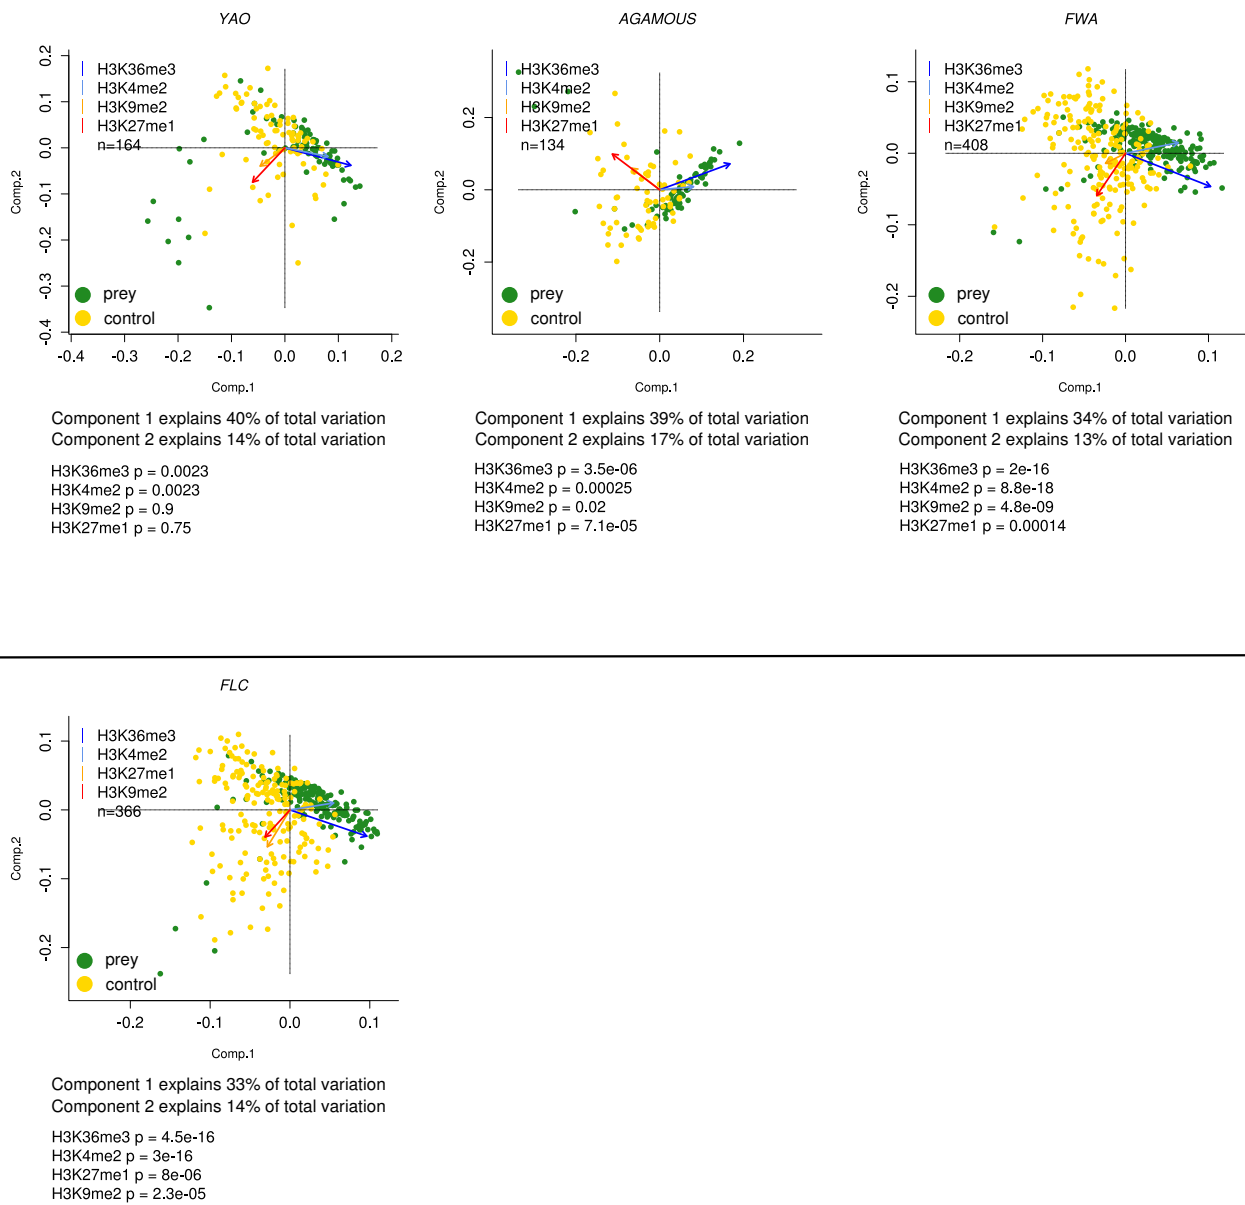 YAO
0.2
0.1
0.0
-0.1
-0.2
-0.3
-0.4
Comp.2
H3K36me3
H3K4me2
H3K9me2
H3K27me1
n=164
prey
control
-0.4
-0.3
-0.2
-0.1
0.0
0.1
0.2
Comp.1
Component 1 explains 40% of total variation
Component 2 explains 14% of total variation
H3K36me3 p = 0.0023
H3K4me2 p = 0.0023
H3K9me2 p = 0.9
H3K27me1 p = 0.75
AGAMOUS
0.2
0.0
-0.2
Comp.2
H3K36me3
H3K4me2
H3K9me2
H3K27me1
n=134
prey
control
-0.2
0.0
0.2
Comp.1
Component 1 explains 39% of total variation
Component 2 explains 17% of total variation
H3K36me3 p = 3.5e-06
H3K4me2 p = 0.00025
H3K9me2 p = 0.02
H3K27me1 p = 7.1e-05
FWA
0.1
0.0
-0.1
-0.2
Comp.2
H3K36me3
H3K4me2
H3K9me2
H3K27me1
n=408
prey
control
-0.2
-0.1
0.0
0.1
Comp.1
Component 1 explains 34% of total variation
Component 2 explains 13% of total variation
H3K36me3 p = 2e-16
H3K4me2 p = 8.8e-18
H3K9me2 p = 4.8e-09
H3K27me1 p = 0.00014
FLC
0.1
0.0
-0.1
-0.2
Comp.2
H3K36me3
H3K4me2
H3K27me1
H3K9me2
n=366
prey
control
-0.2
-0.1
0.0
0.1
Comp.1
Component 1 explains 33% of total variation
Component 2 explains 14% of total variation
H3K36me3 p = 4.5e-16
H3K4me2 p = 3e-16
H3K27me1 p = 8e-06
H3K9me2 p = 2.3e-05